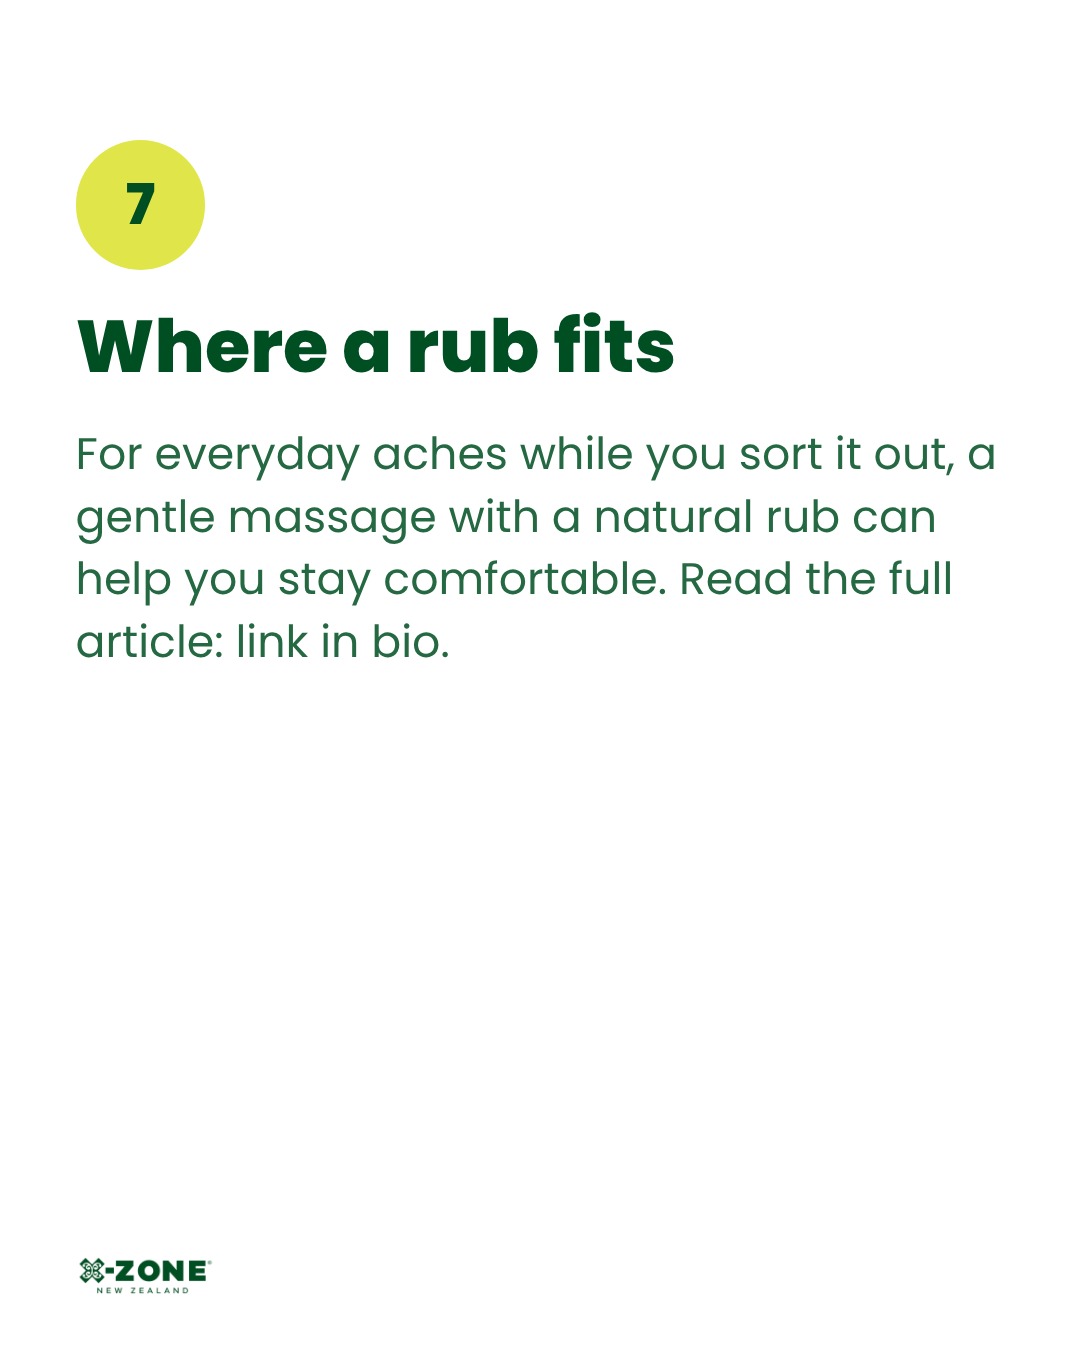 7
Where a rub fits
For everyday aches while you sort it out, a
gentle massage with a natural rub can
help you stay comfortable. Read the full
article: link in bio.
X-ZONE®
NEW ZEALAND